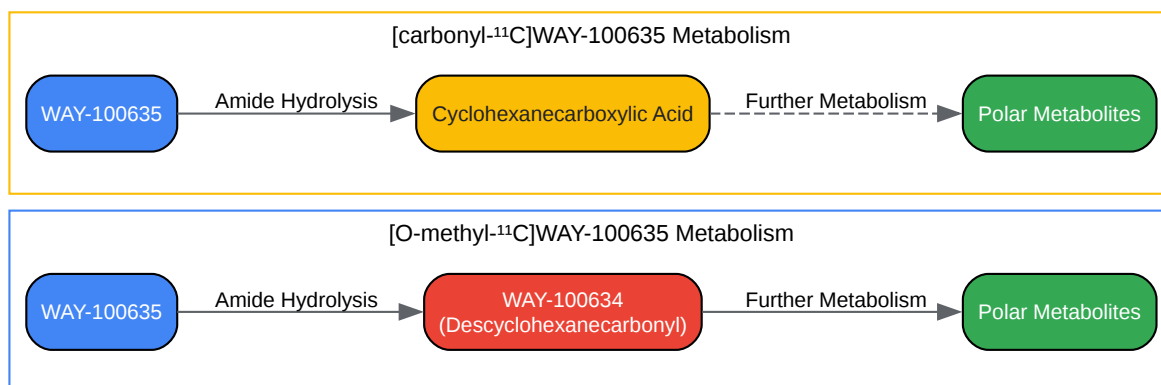 [carbonyl-¹¹C]WAY-100635 Metabolism
WAY-100635
Amide Hydrolysis
Cyclohexanecarboxylic Acid
Further Metabolism
Polar Metabolites
[O-methyl-¹¹C]WAY-100635 Metabolism
WAY-100635
Amide Hydrolysis
WAY-100634
(Descyclohexanecarbonyl)
Further Metabolism
Polar Metabolites